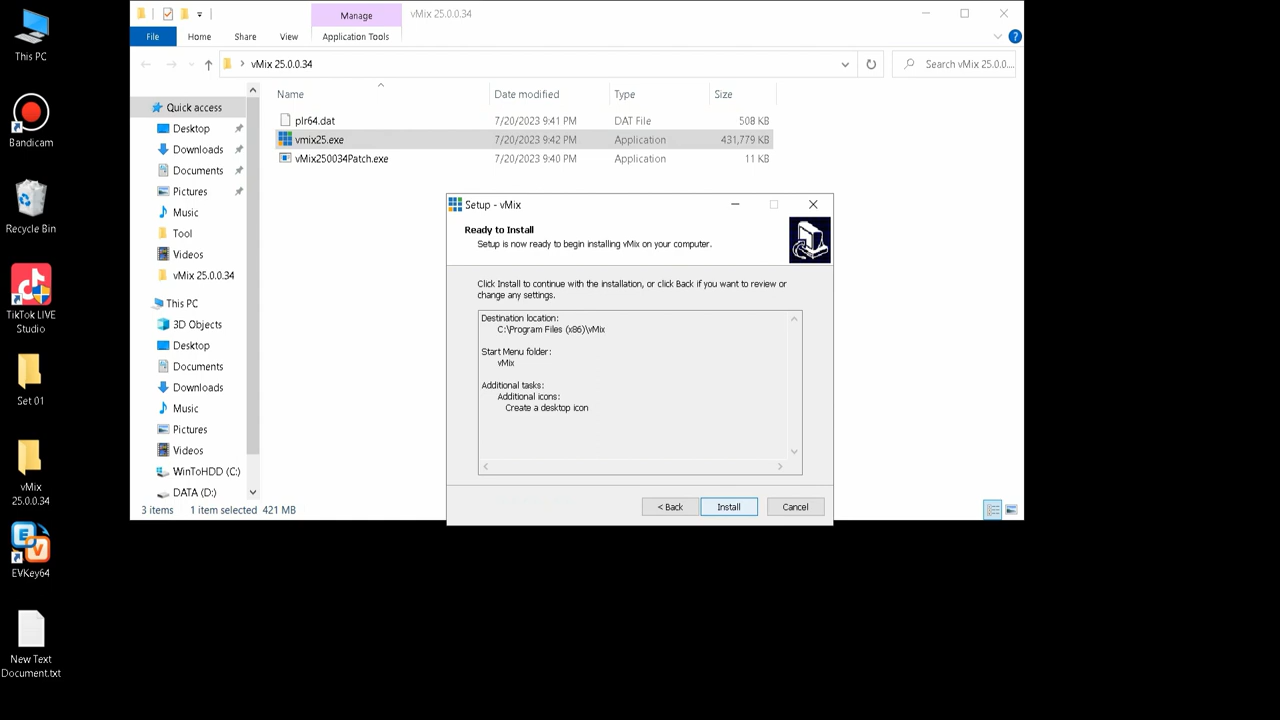 This PC
Bandicam
Recycle Bin
TikTok LIVE
Studio
Set 01
vMix
25.0.0.34
EVKey64
New Text
Document.txt
Manage
vMix 25.0.0.34
File
Home
Share
View
Application Tools
vMix 25.0.0.34
Search vMix 25.0.0....
Quick access
Desktop
Downloads
Documents
Pictures
Music
Tool
Videos
vMix 25.0.0.34
This PC
3D Objects
Desktop
Documents
Downloads
Music
Pictures
Videos
WinToHDD (C:)
DATA (D:)
Name Date modified Type Size
plr64.dat 7/20/2023 9:41 PM DAT File 508 KB
vmix25.exe 7/20/2023 9:42 PM Application 431,779 KB
vMix250034Patch.exe 7/20/2023 9:40 PM Application 11 KB
Setup - vMix
Ready to Install
Setup is now ready to begin installing vMix on your computer.
Click Install to continue with the installation, or click Back if you want to review or
change any settings.
Destination location:
C:\Program Files (x86)\vMix
Start Menu folder:
vMix
Additional tasks:
Additional icons:
Create a desktop icon
< Back
Install
Cancel
3 items 1 item selected 421 MB